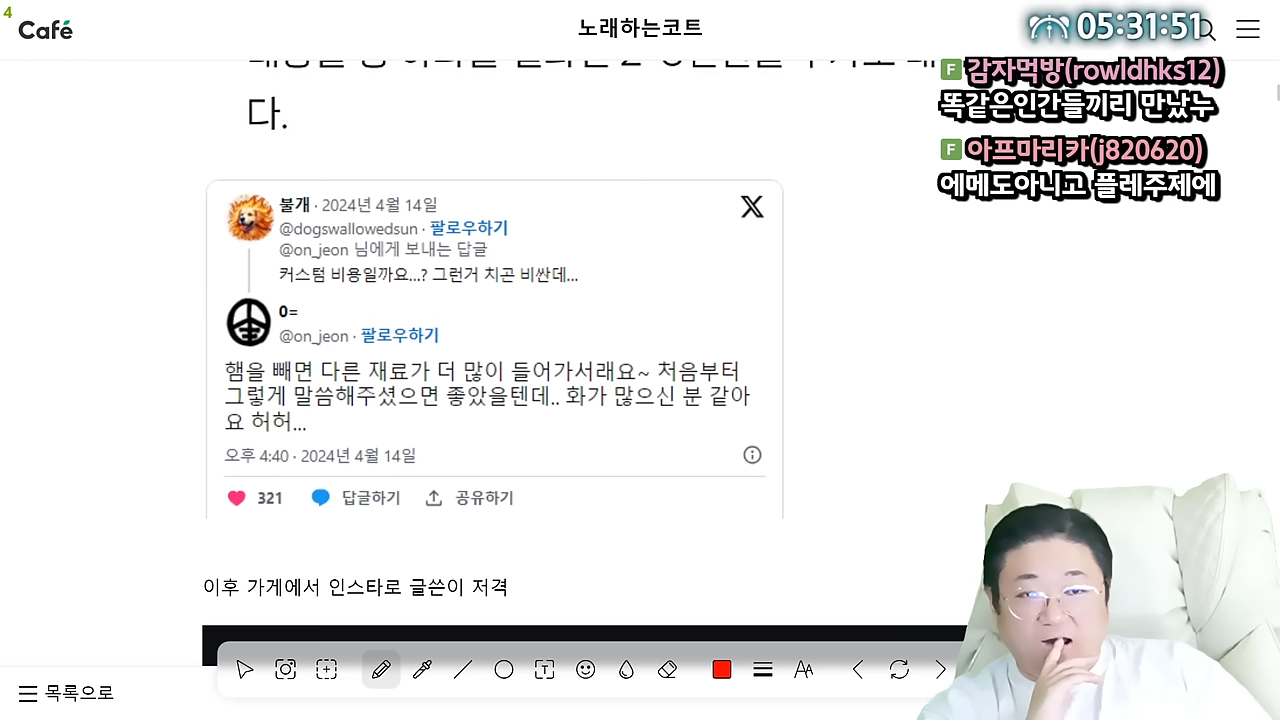 4
Café
노래하는코트
05:31:51
다.
감자먹방(rowldhks12)
똑같은인간들끼리 만났누
아프마리카(j820620)
에메도아니고 플레주제에
불개 · 2024년 4월 14일
@dogswallowedsun · 팔로우하기
@on_jeon 님에게 보내는 답글
커스텀 비용일까요...? 그런거 치곤 비싼데...
0=
@on_jeon · 팔로우하기
햄을 빼면 다른 재료가 더 많이 들어가서래요~ 처음부터
그렇게 말씀해주셨으면 좋았을텐데.. 화가 많으신 분 같아
요 허허...
오후 4:40 · 2024년 4월 14일
321 답글하기 공유하기
이후 가게에서 인스타로 글쓴이 저격
목록으로